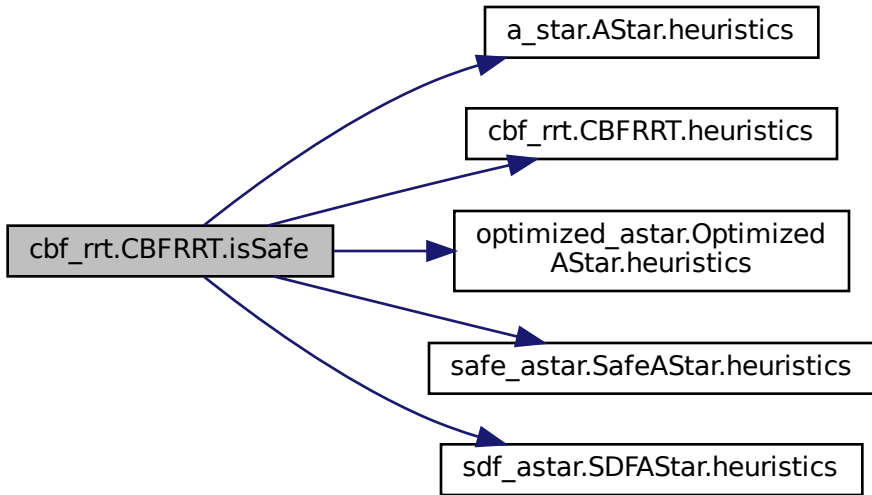 a_star.AStar.heuristics
cbf_rrt.CBFRRT.heuristics
cbf_rrt.CBFRRT.isSafe
optimized_astar.Optimized
AStar.heuristics
safe_astar.SafeAStar.heuristics
sdf_astar.SDFAStar.heuristics